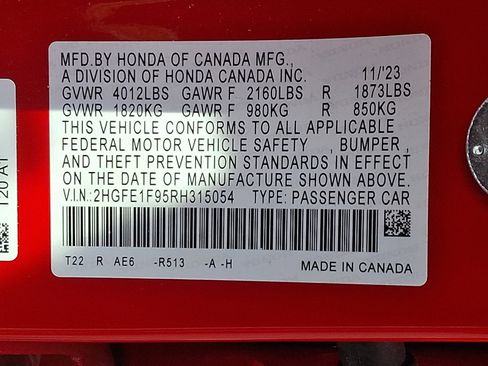 MFD.BY HONDA OF CANADA MFG.,
A DIVISION OF HONDA CANADA INC. 11/'23
GVWR 4012LBS GAWR F 2160LBS R 1873LBS
GVWR 1820KG GAWR F 980KG R 850KG
THIS VEHICLE CONFORMS TO ALL APPLICABLE
FEDERAL MOTOR VEHICLE SAFETY , BUMPER ,
AND THEFT PREVENTION STANDARDS IN EFFECT
ON THE DATE OF MANUFACTURE SHOWN ABOVE.
V.I.N.:2HGFE1F95RH315054 TYPE: PASSENGER CAR
T22 R AE6 -R513 -A -H MADE IN CANADA
T20 A1